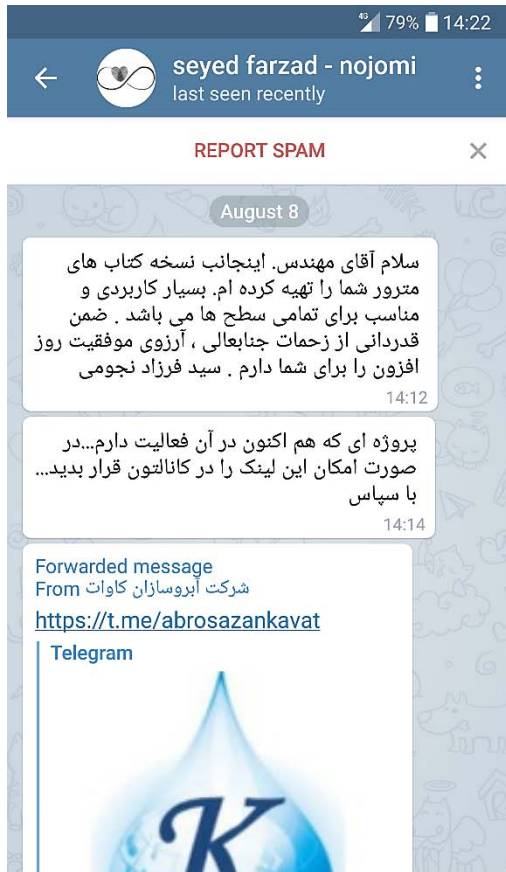 4G 79% 14:22
seyed farzad - nojomi
last seen recently
REPORT SPAM
August 8
سلام آقای مهندس. اینجانب نسخه کتاب های
مترور شما را تهیه کرده ام. بسیار کاربردی و
مناسب برای تمامی سطح ها می باشد . ضمن
قدردانی از زحمات جنابعالی ، آرزوی موفقیت روز
افزون را برای شما دارم . سید فرزاد نجومی
14:12
پروژه ای که هم اکنون در آن فعالیت دارم...در
صورت امکان این لینک را در کانالتون قرار بدید...
با سپاس
14:14
Forwarded message
From شرکت آبروسازان کاوات
https://t.me/abrosazankavat
Telegram
K